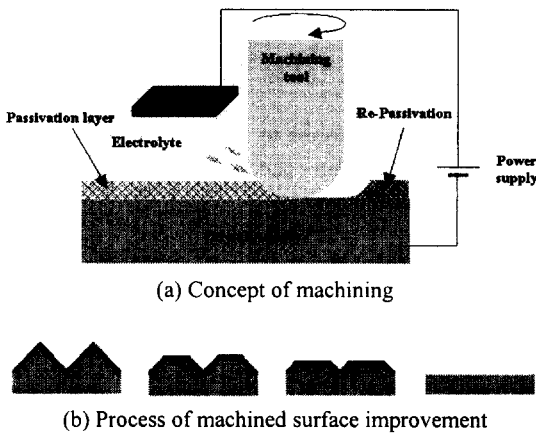 Machining
tool
Passivation layer
Electrolyte
Re-Passivation
Power
supply
(a) Concept of machining
(b) Process of machined surface improvement